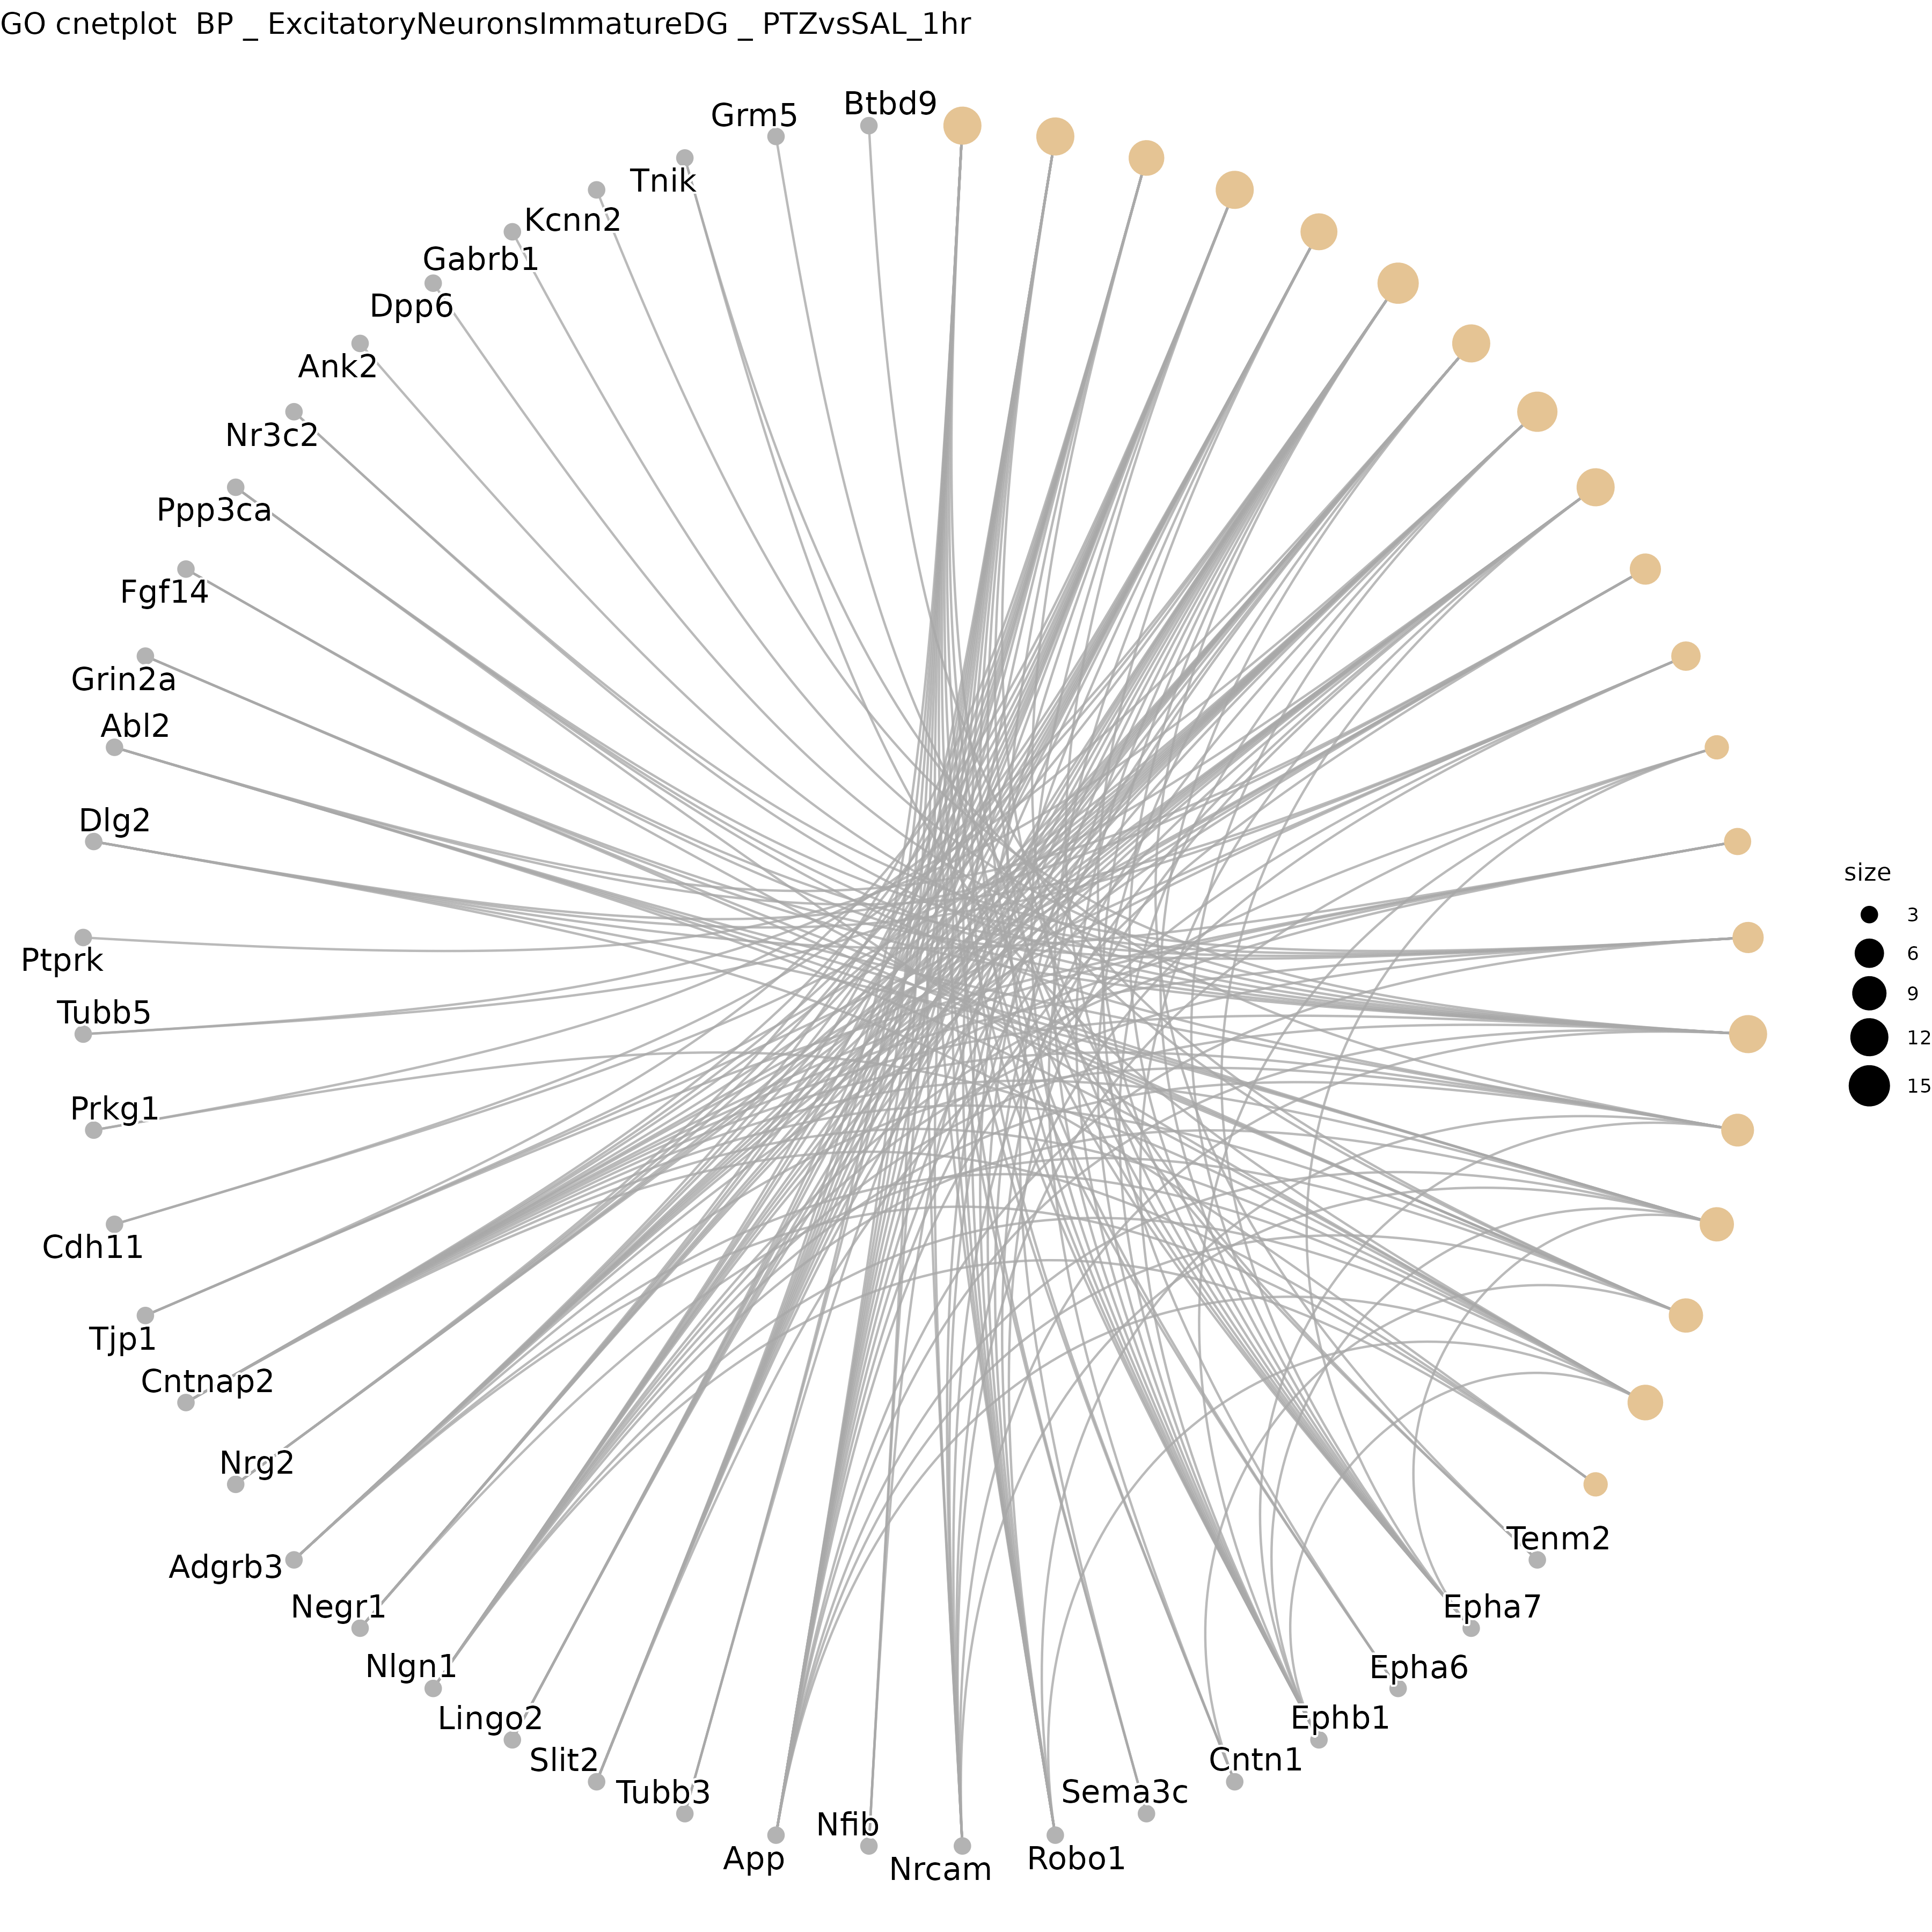 GO cnetplot  BP _ ExcitatoryNeuronsImmatureDG _ PTZvsSAL_1hr
Btbd9
Grm5
Tnik
Kcnn2
Gabrb1
Dpp6
Ank2
Nr3c2
Ppp3ca
Fgf14
Grin2a
Abl2
Dlg2
size
3
6
9
12
15
Ptprk
Tubb5
Prkg1
Cdh11
Tjp1
Cntnap2
Nrg2
Adgrb3
Negr1
Nlgn1
Lingo2
Slit2
Tubb3
App
Nfib
Nrcam
Robo1
Sema3c
Cntn1
Ephb1
Epha6
Epha7
Tenm2